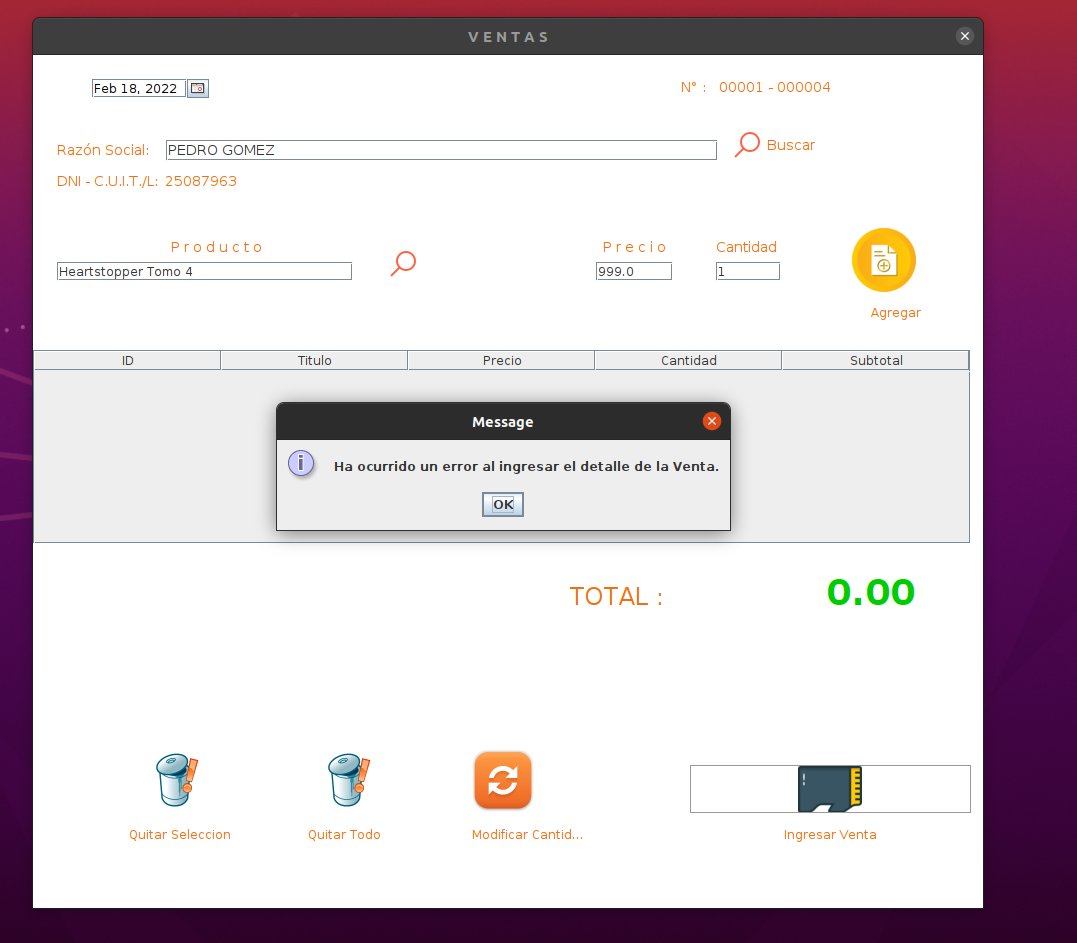 VENTAS
Feb 18, 2022
N° : 00001 - 000004
Razón Social: PEDRO GOMEZ
Buscar
DNI - C.U.I.T./L: 25087963
Producto
Precio
Cantidad
Heartstopper Tomo 4
999.0
1
Agregar
ID Titulo Precio Cantidad Subtotal
Message
Ha ocurrido un error al ingresar el detalle de la Venta.
OK
TOTAL : 0.00
Quitar Seleccion
Quitar Todo
Modificar Cantid...
Ingresar Venta